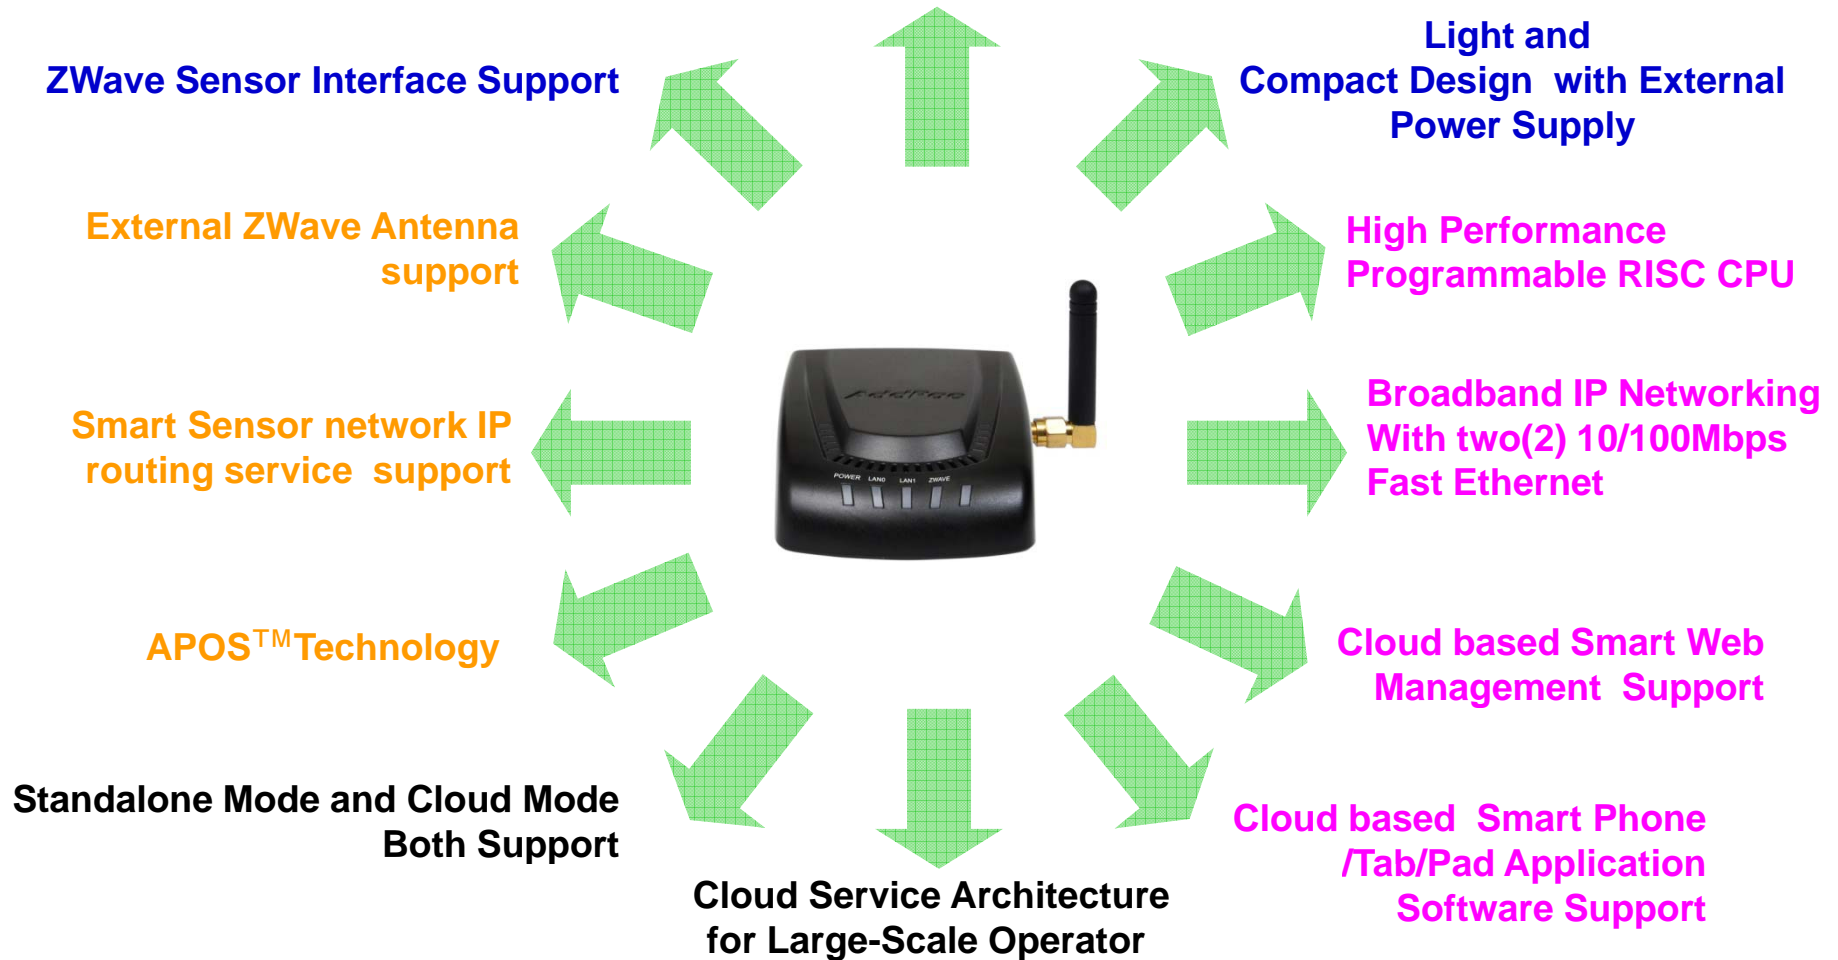 ZWave Sensor Interface Support
Light and
Compact Design with External
Power Supply
External ZWave Antenna
support
High Performance
Programmable RISC CPU
Smart Sensor network IP
routing service support
AddPac
POWER LAN0 LAN1 ZWAVE
Broadband IP Networking
With two(2) 10/100Mbps
Fast Ethernet
APOS™Technology
Cloud based Smart Web
Management Support
Standalone Mode and Cloud Mode
Both Support
Cloud based Smart Phone
/Tab/Pad Application
Software Support
Cloud Service Architecture
for Large-Scale Operator